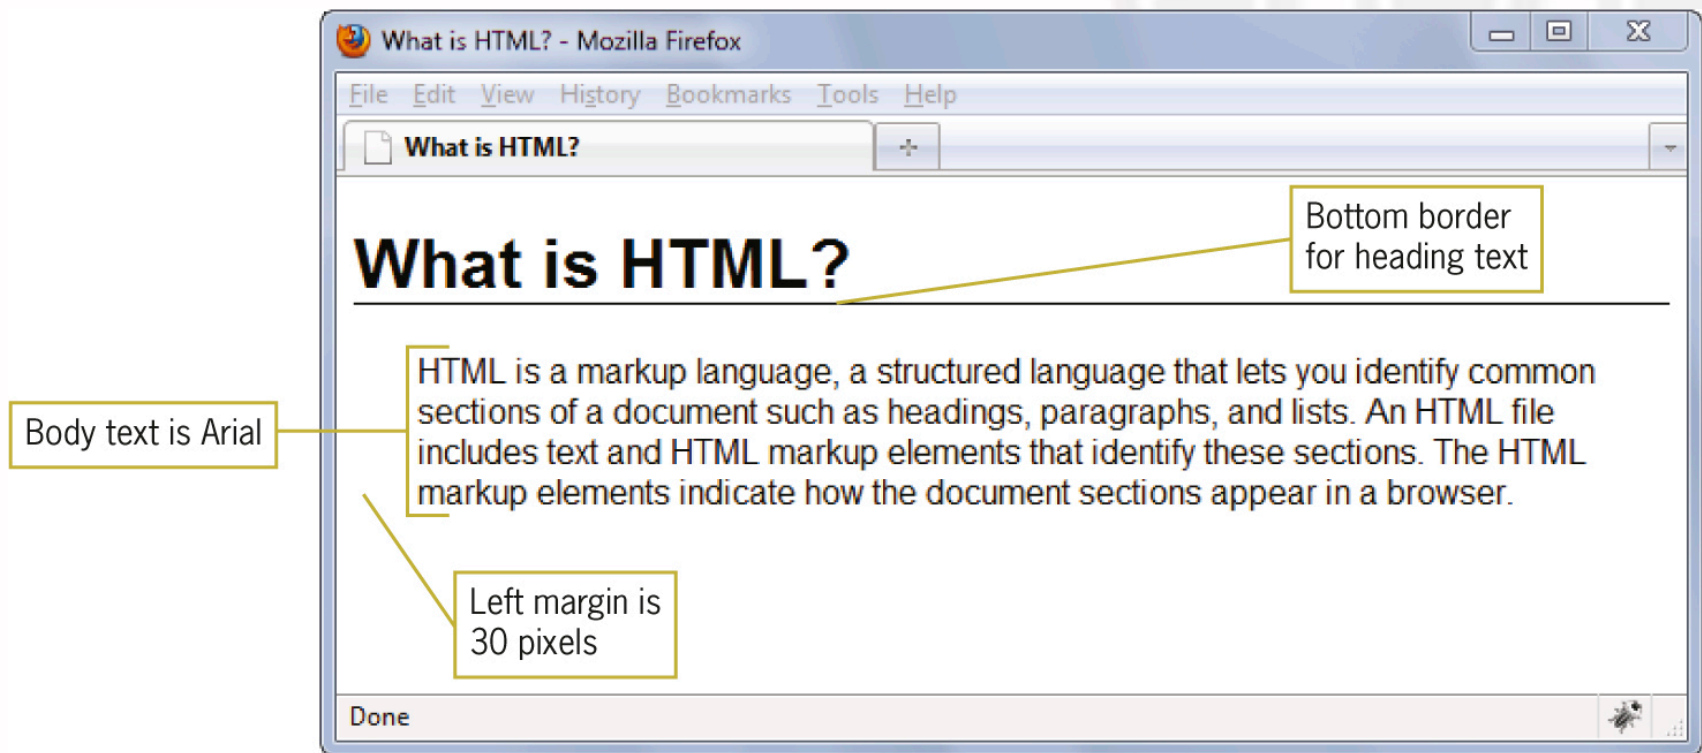 What is HTML? - Mozilla Firefox
File Edit View History Bookmarks Tools Help
What is HTML?
Bottom border
for heading text
What is HTML?
HTML is a markup language, a structured language that lets you identify common
sections of a document such as headings, paragraphs, and lists. An HTML file
includes text and HTML markup elements that identify these sections. The HTML
markup elements indicate how the document sections appear in a browser.
Body text is Arial
Left margin is
30 pixels
Done